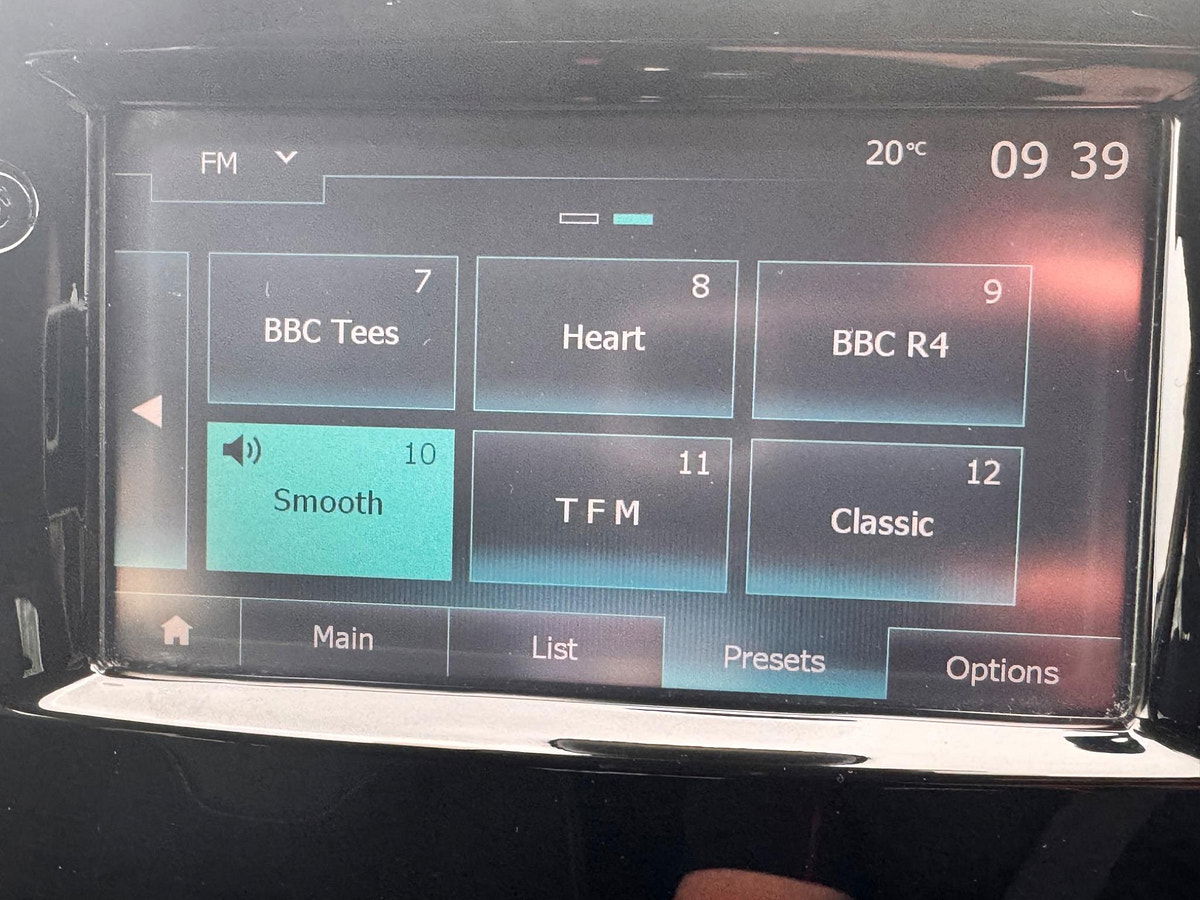 FM
20°C
09 39
7
BBC Tees
8
Heart
9
BBC R4
10
Smooth
11
T F M
12
Classic
Main
List
Presets
Options